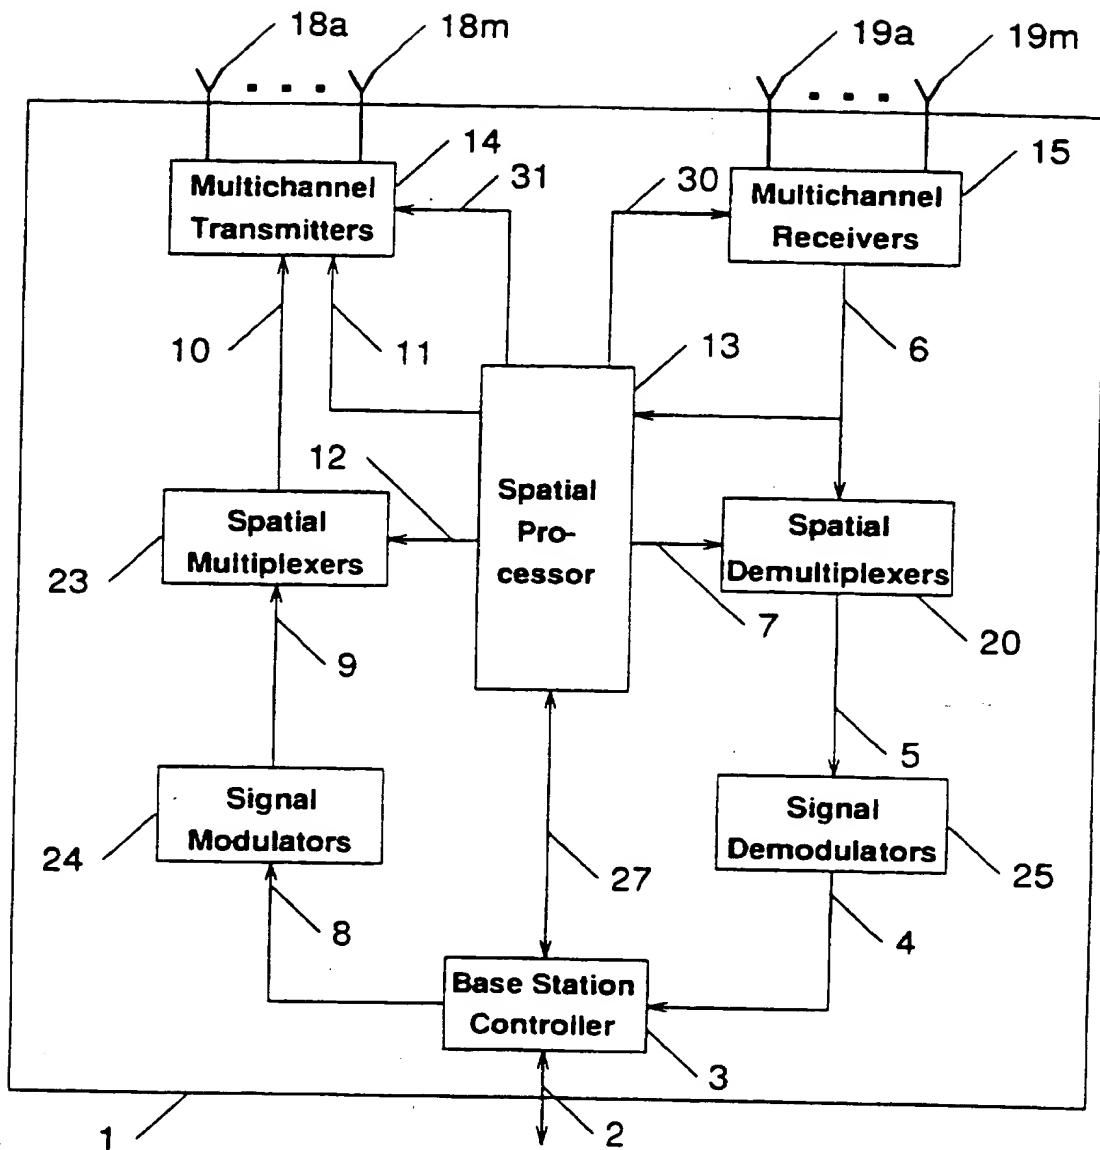 18a
18m
19a
19m
14
31
30
15
Multichannel
Transmitters
Multichannel
Receivers
10
11
13
6
12
Spatial
Pro-
cessor
Spatial
Multiplexers
23
Spatial
Demultiplexers
7
20
9
5
Signal
Modulators
24
Signal
Demodulators
25
27
8
4
Base Station
Controller
3
1
2